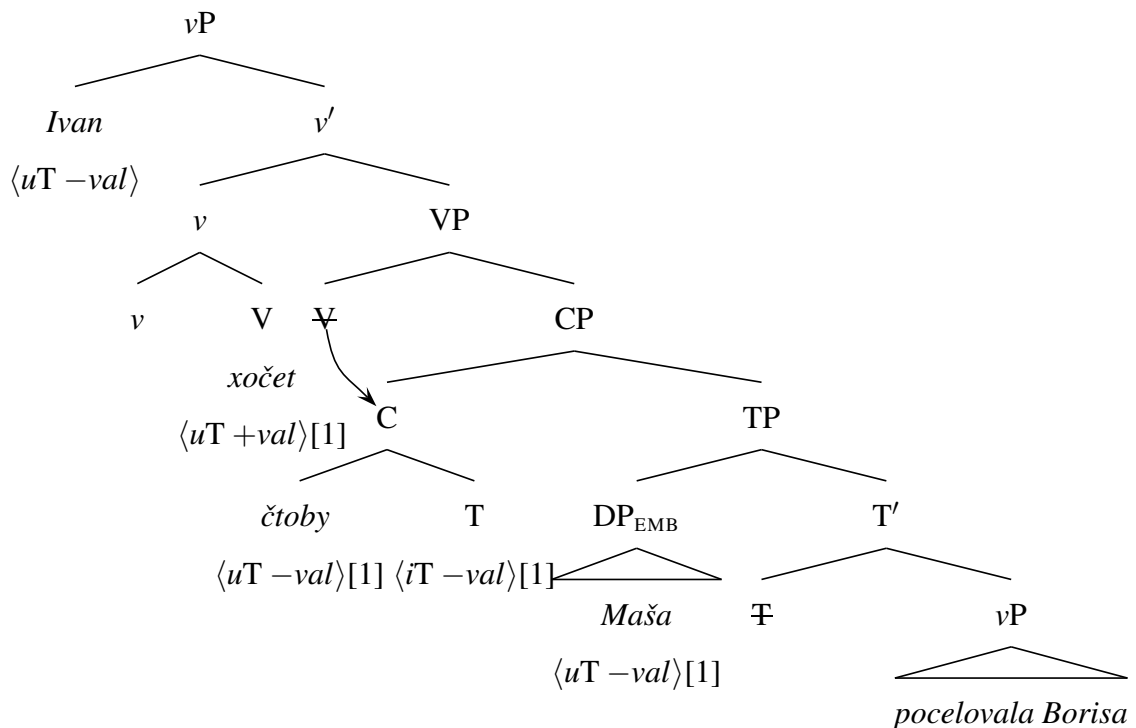 vP
Ivan v′
⟨uT −val⟩
v VP
v V V CP
xočet
C TP
⟨uT +val⟩[1]
čtoby T DP_EMB T′
⟨uT −val⟩[1] ⟨iT −val⟩[1]
Maša T vP
⟨uT −val⟩[1]
pocelovala Borisa